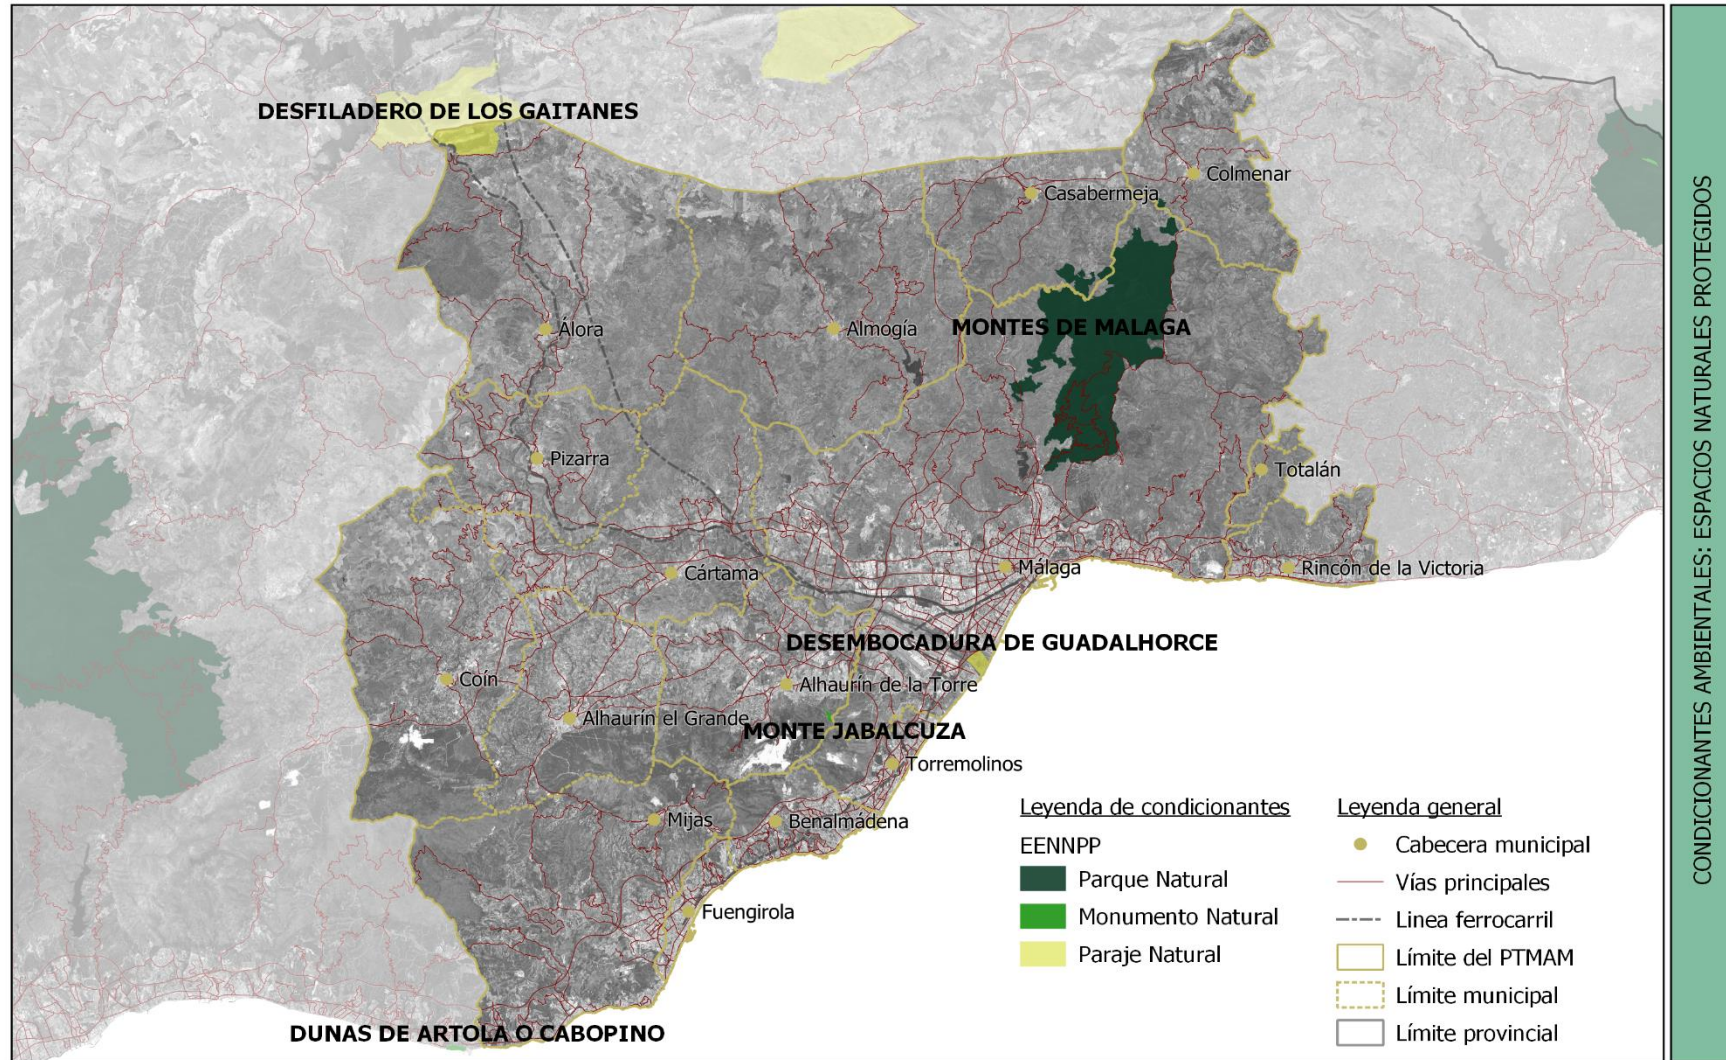 DESFILADERO DE LOS GAITANES
Colmenar
Casabermeja
Álora
Almogía
MONTES DE MALAGA
Pizarra
Totalán
Cártama
Málaga
Rincón de la Victoria
DESEMBOCADURA DE GUADALHORCE
Coín
Alhaurín de la Torre
Alhaurín el Grande
MONTE JABALCUZA
Torremolinos
Mijas
Benalmádena
Fuengirola
DUNAS DE ARTOLA O CABOPINO
Leyenda de condicionantes
EENNPP
Parque Natural
Monumento Natural
Paraje Natural
Leyenda general
Cabecera municipal
Vías principales
Linea ferrocarril
Límite del PTMAM
Límite municipal
Límite provincial
CONDICIONANTES AMBIENTALES: ESPACIOS NATURALES PROTEGIDOS